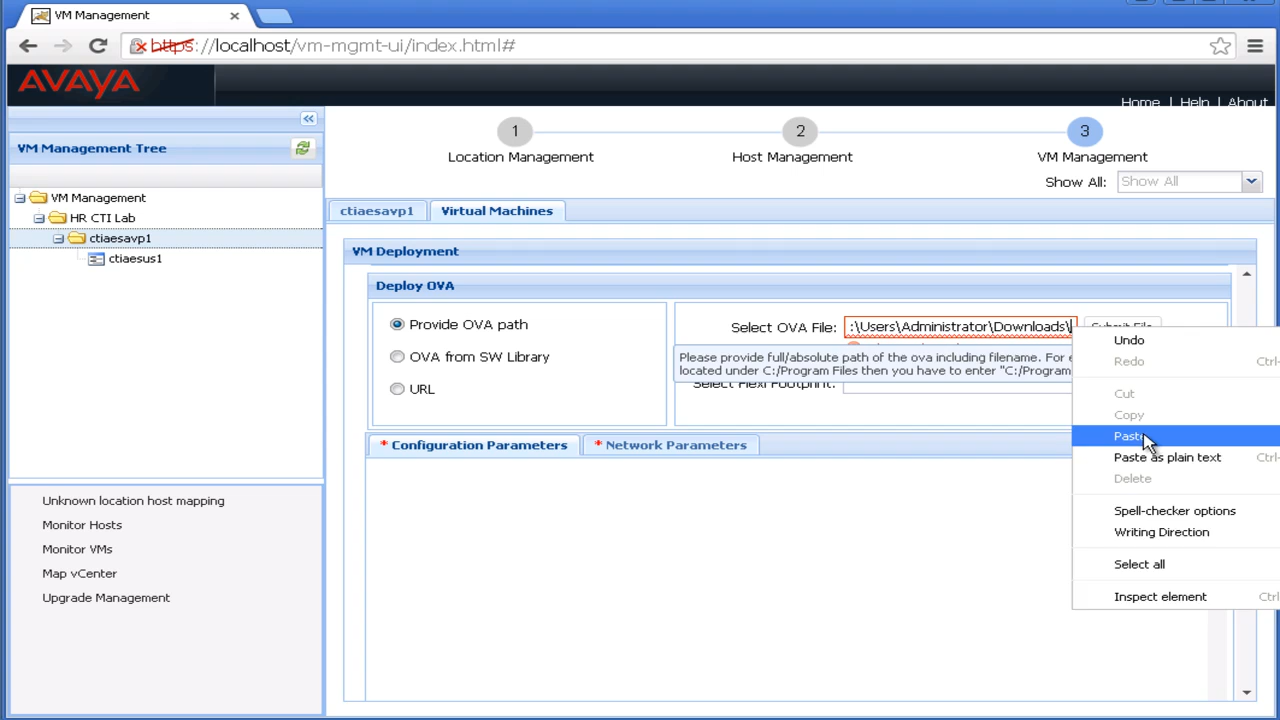 VM Management
https://localhost/vm-mgmt-ui/index.html#
AVAYA
Home | Help | About
VM Management Tree
VM Management
HR CTI Lab
ctiaesavp1
ctiaesus1
Unknown location host mapping
Monitor Hosts
Monitor VMs
Map vCenter
Upgrade Management
1
2
3
Location Management
Host Management
VM Management
Show All:
Show All
ctiaesavp1
Virtual Machines
VM Deployment
Deploy OVA
Provide OVA path
OVA from SW Library
URL
Select OVA File:
:\Users\Administrator\Downloads\
Submit File
Please provide full/absolute path of the ova including filename. For e
located under C:/Program Files then you have to enter "C:/Program
Select Flexi Footprint:
* Configuration Parameters
* Network Parameters
Undo
Redo Ctrl-
Cut
Copy
Paste
Paste as plain text Ctrl-
Delete
Spell-checker options
Writing Direction
Select all
Inspect element Ctrl-